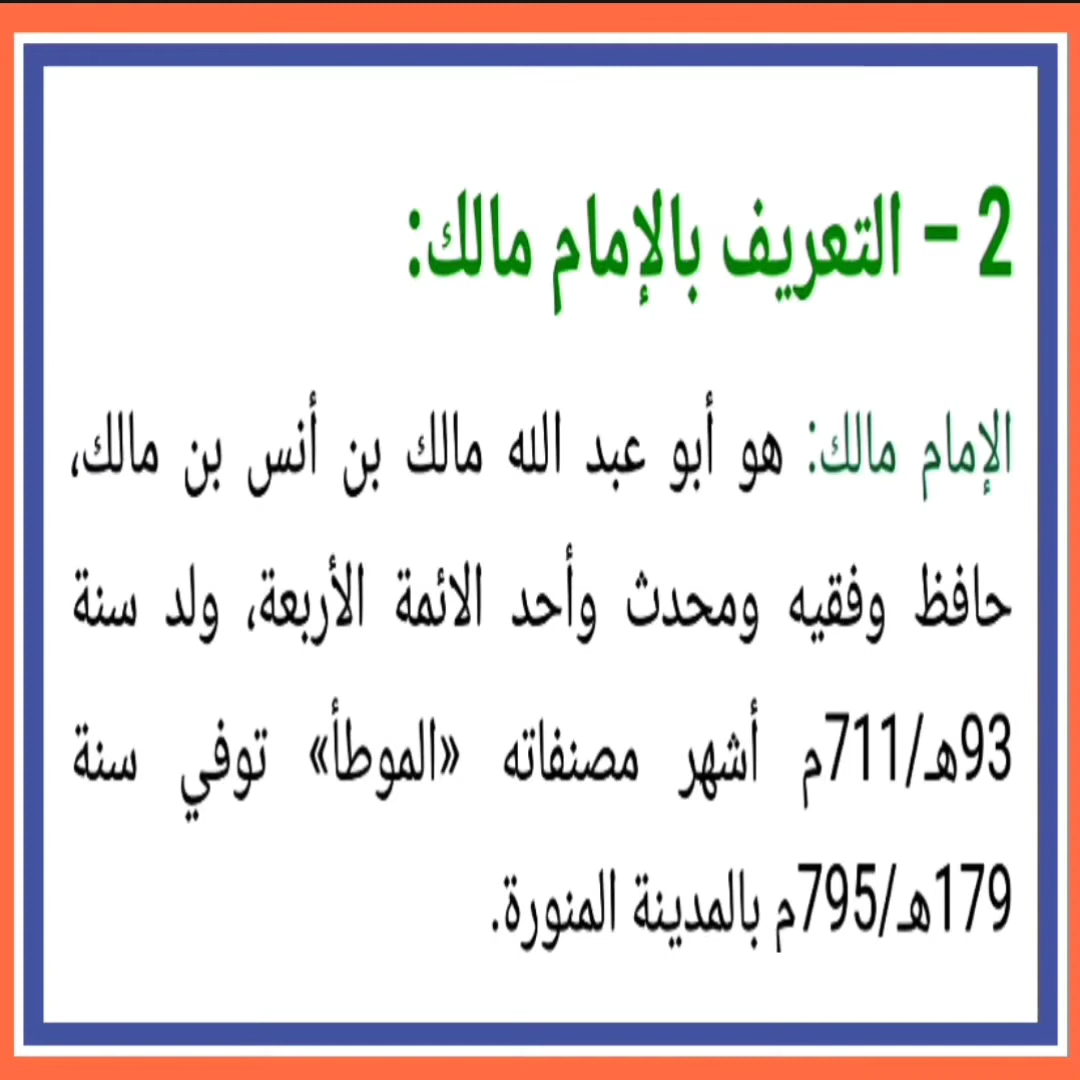 2 – التعريف بالإمام مالك:
الإمام مالك: هو أبو عبد الله مالك بن أنس بن مالك،
حافظ وفقيه ومحدث وأحد الائمة الأربعة، ولد سنة
93هـ/711م أشهر مصنفاته «الموطأ» توفي سنة
179هـ/795م بالمدينة المنورة.